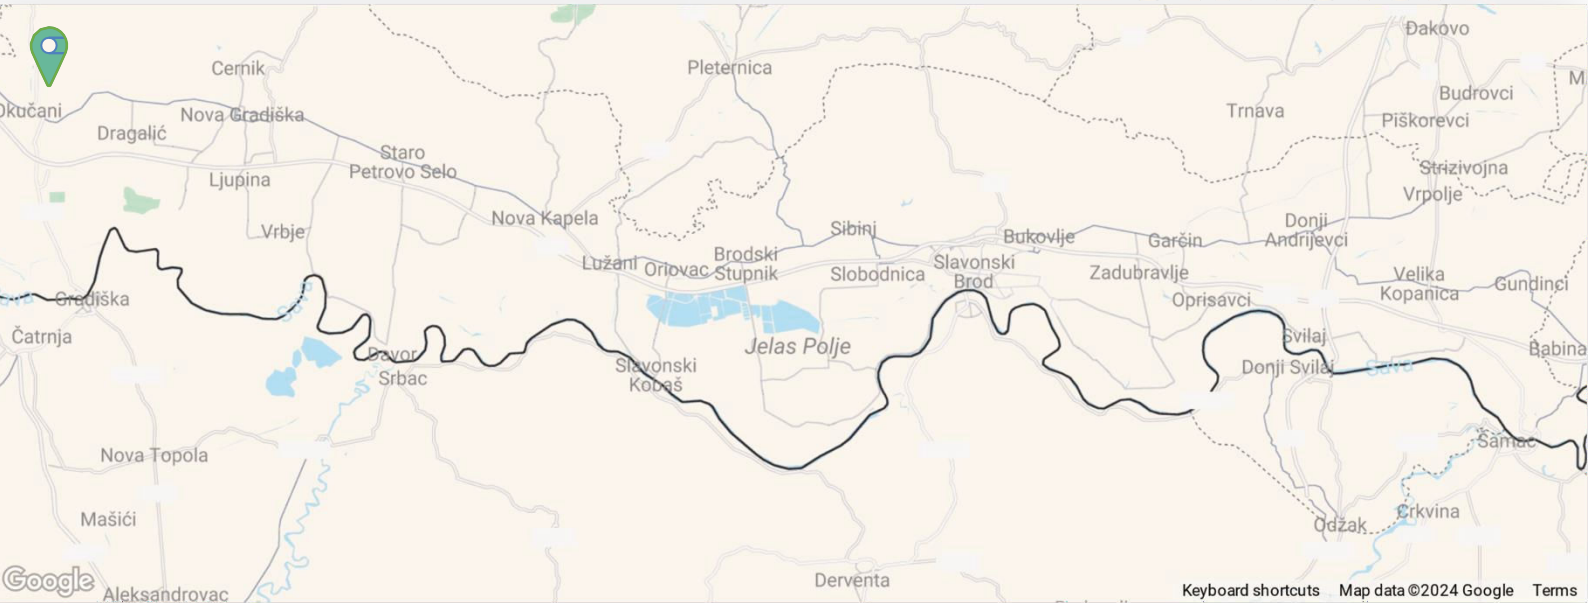 Đakovo
Cernik
Pleternica
Budrovci
Okučani
Nova Gradiška
Trnava
Piškorevci
Dragalić
Staro
Petrovo Selo
Strizivojna
Ljupina
Vrpolje
Nova Kapela
Vrbje
Sibinj
Bukovlje
Garčin
Donji
Andrijevci
Lužani
Oriovac
Brodski
Stupnik
Slobodnica
Slavonski
Brod
Zadubravlje
Velika
Kopanica
Gundinci
Sava
Gradiška
Oprisavci
Čatrnja
Jelas Polje
Svilaj
Babina
Davor
Srbac
Slavonski
Kobaš
Donji Svilaj
Sava
Šamac
Nova Topola
Mašići
Odžak
Crkvina
Derventa
Aleksandrovac
Google
Keyboard shortcuts
Map data ©2024 Google
Terms